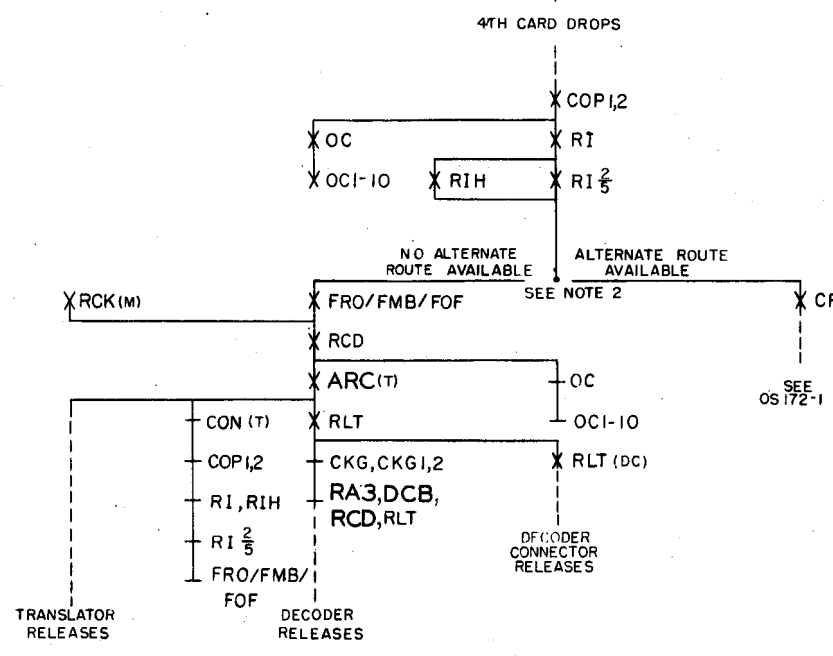 4TH CARD DROPS
COP1,2
OC
RI
OC1-10
RIH
RI 2/5
NO ALTERNATE
ROUTE AVAILABLE
ALTERNATE ROUTE
AVAILABLE
SEE NOTE 2
RCK (M)
FRO/FMB/FOF
RCD
ARC (T)
OC
SEE
OS172-1
CON (T)
RLT
OC1-10
COP1,2
CKG, CKG1,2
RLT (DC)
RI, RIH
RA3, DCB,
RCD, RLT
RI 2/5
DECODER
CONNECTOR
RELEASES
FRO/FMB/
FOF
TRANSLATOR
RELEASES
DECODER
RELEASES